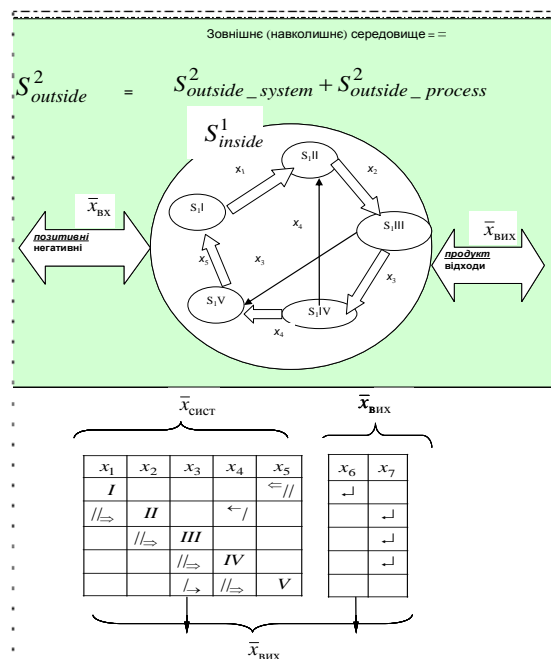 Зовнішнє (навколишнє) середовище = =
S²outside = S²outside_system + S²outside_process
S¹inside
S₁II
x₁ x₂
x̄вх
S₁I
x₄
S₁III
x̄вих
позитивні
негативні
x₅ x₃
продукт
відходи
x₃
S₁V
S₁IV
x₄
x̄сист x̄вих
x₁ x₂ x₃ x₄ x₅ x₆ x₇
I ⇐// ↵
//⇒ II ←/ ↵
//⇒ III ↵
//⇒ IV ↵
/→ //⇒ V
x̄вих